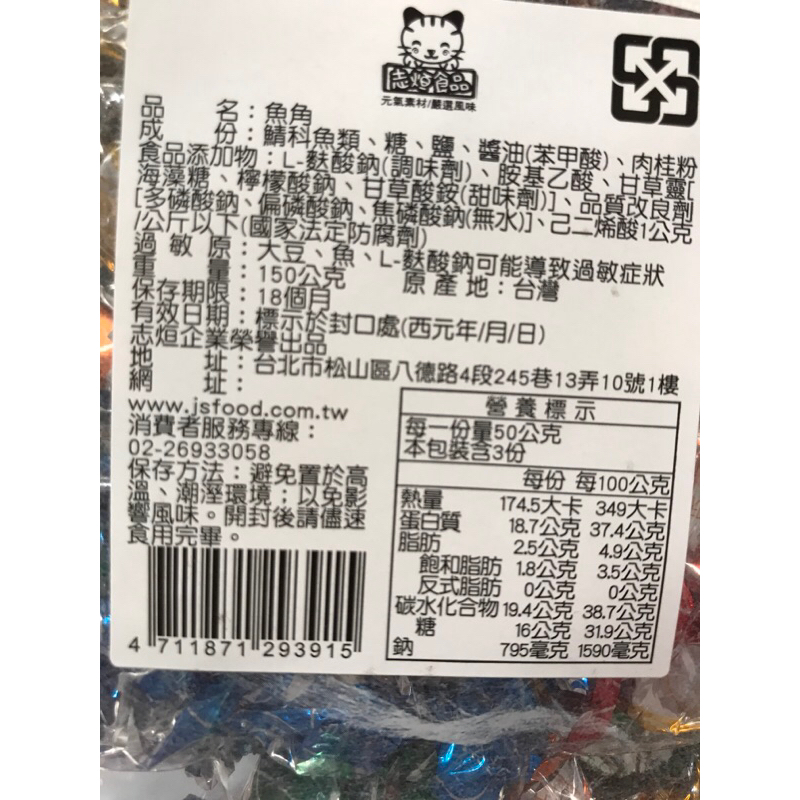 志烜食品
元氣素材/嚴選風味
品名：魚角
成份：鯖科魚類、糖、鹽、醬油(苯甲酸)、肉桂粉
食品添加物：L-麩酸鈉(調味劑)、胺基乙酸、甘草靈[
海藻糖、檸檬酸鈉、甘草酸銨(甜味劑)]、品質改良劑
[多磷酸鈉、偏磷酸鈉、焦磷酸鈉(無水)]、己二烯酸1公克
/公斤以下(國家法定防腐劑)
過敏原：大豆、魚、L-麩酸鈉可能導致過敏症狀
重量：150公克 原產地：台灣
保存期限：18個月
有效日期：標示於封口處(西元年/月/日)
志烜企業榮譽出品
地址：台北市松山區八德路4段245巷13弄10號1樓
網址：
www.jsfood.com.tw
消費者服務專線：
02-26933058
保存方法：避免置於高
溫、潮溼環境；以免影
響風味。開封後請儘速
食用完畢。
4 711871 293915
營養標示
每一份量50公克
本包裝含3份
每份 每100公克
熱量 174.5大卡 349大卡
蛋白質 18.7公克 37.4公克
脂肪 2.5公克 4.9公克
飽和脂肪 1.8公克 3.5公克
反式脂肪 0公克 0公克
碳水化合物 19.4公克 38.7公克
糖 16公克 31.9公克
鈉 795毫克 1590毫克